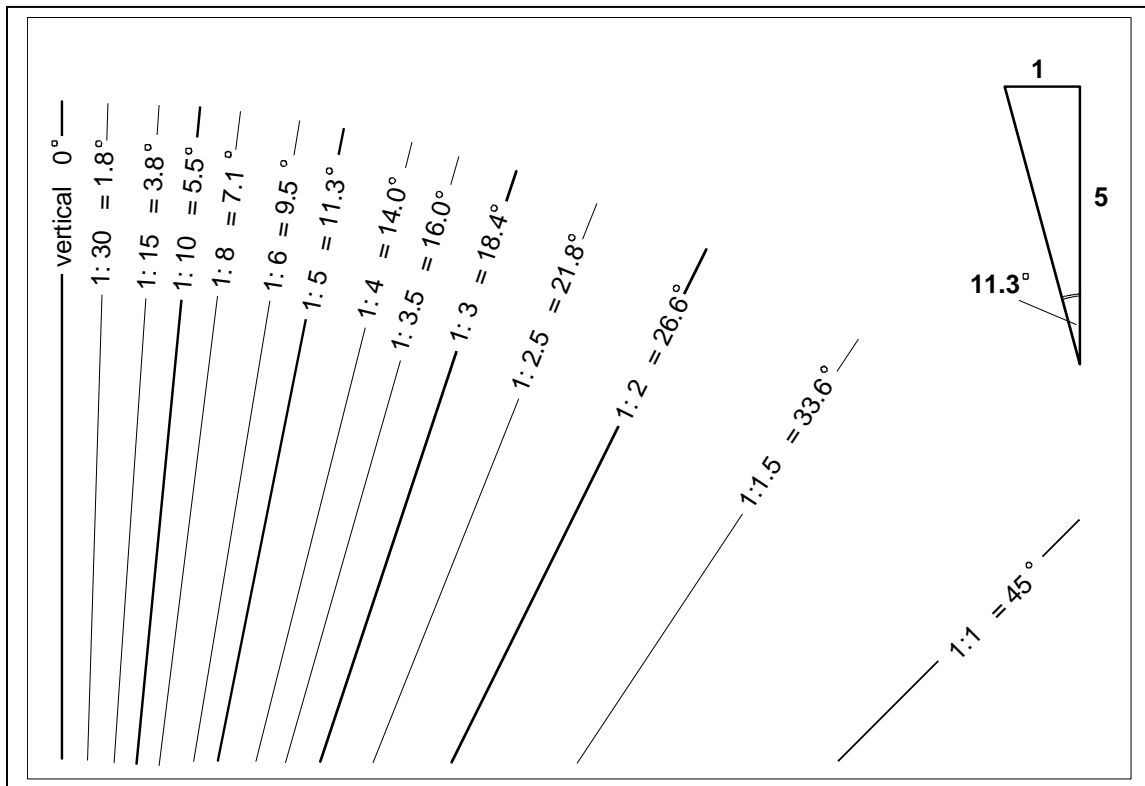 vertical 0°
1: 30 = 1.8°
1: 15 = 3.8°
1: 10 = 5.5°
1: 8 = 7.1°
1: 6 = 9.5°
1: 5 = 11.3°
1: 4 = 14.0°
1: 3.5 = 16.0°
1: 3 = 18.4°
1: 2.5 = 21.8°
1: 2 = 26.6°
1:1.5 = 33.6°
1:1 = 45°
1
5
11.3°